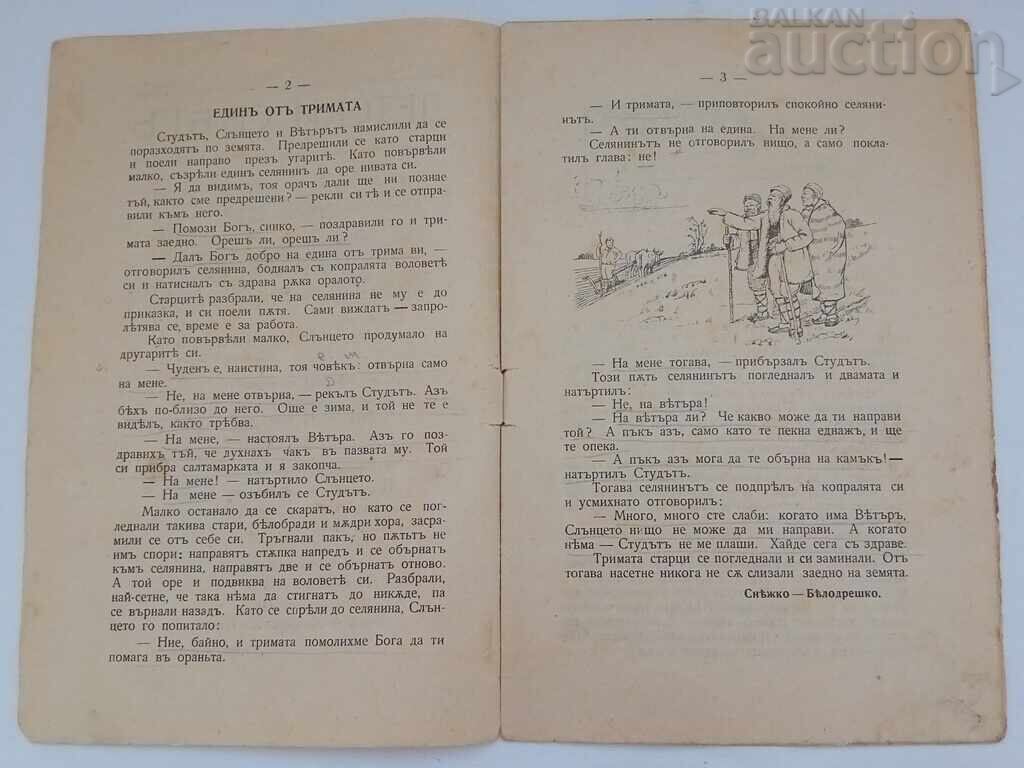 BALKAN
auction
— 2 —
ЕДИНЪ ОТЪ ТРИМАТА
Студътъ, Слънцето и Вѣтърътъ намислили да се
поразходятъ по земята. Предрешили се като старци
и поели направо презъ угаритѣ. Като повървѣли
малко, съзрѣли единъ селянинъ да оре нивата си.
— Я да видимъ, тоя орачъ дали ще ни познае
тъй, както сме предрешени? — рекли си тѣ и се отпра-
вили къмъ него.
— Помози Богъ, синко, — поздравили го и три-
мата заедно. Орешъ ли, орешъ ли?
— Далъ Богъ добро на едина отъ трима ви, —
отговорилъ селянина, бодналъ съ копралята воловетѣ
си и натисналъ съ здрава рѫка оралото.
Старцитѣ разбрали, че на селянина не му е до
приказка, и си поели пѫтя. Сами виждатъ — запро-
лѣтява се, време е за работа.
Като повървѣли малко, Слънцето продумало на
другаритѣ си.
— Чуденъ е, наистина, тоя човѣкъ: отвърна само
на мене.
— Не, на мене отвърна, — рекълъ Студътъ. Азъ
бѣхъ по-близо до него. Още е зима, и той не те е
видѣлъ, както трѣбва.
— На мене, — настоялъ Вѣтъра. Азъ го поз-
дравихъ тъй, че духнахъ чакъ въ пазвата му. Той
си прибра салтамарката и я закопча.
— На мене! — натъртило Слънцето.
— На мене — озъбилъ се Студътъ.
Малко останало да се скаратъ, но като се пог-
леднали такива стари, бѣлобради и мѫдри хора, засра-
мили се отъ себе си. Тръгнали пакъ, но пѫтьтъ не
имъ спори: направятъ стѫпка напредъ и се обърнатъ
къмъ селянина, направятъ две и се обърнатъ отново.
А той оре и подвиква на воловетѣ си. Разбрали,
най-сетне, че така нѣма да стигнатъ до никѫде, па
се върнали назадъ. Като се спрѣли до селянина, Слън-
цето го попитало:
— Ние, байно, и тримата помолихме Бога да ти
помага въ ораньта.
— 3 —
— И тримата, — приповторилъ спокойно селяни-
нътъ.
— А ти отвърна на едина. На мене ли?
Селянинътъ не отговорилъ нищо, а само покла-
тилъ глава: не!
— На мене тогава, — прибързалъ Студътъ.
Този пѫть селянинътъ погледналъ и двамата и
натъртилъ:
— Не, на вѣтъра!
— На вѣтъра ли? Че какво може да ти направи
той? А пъкъ азъ, само като те пекна еднажъ, и ще
те опека.
— А пъкъ азъ мога да те обърна на камъкъ! —
натъртилъ Студътъ.
Тогава селянинътъ се подпрѣлъ на копралята си
и усмихнато отговорилъ:
— Много, много сте слаби: когато има Вѣтъръ,
Слънцето нищо не може да ми направи. А когато
нѣма — Студътъ не ме плаши. Хайде сега съ здраве.
Тримата старци се погледнали и си заминали. Отъ
тогава насетне никога не сѫ слизали заедно на земята.
Снѣжко — Бѣлодрешко.